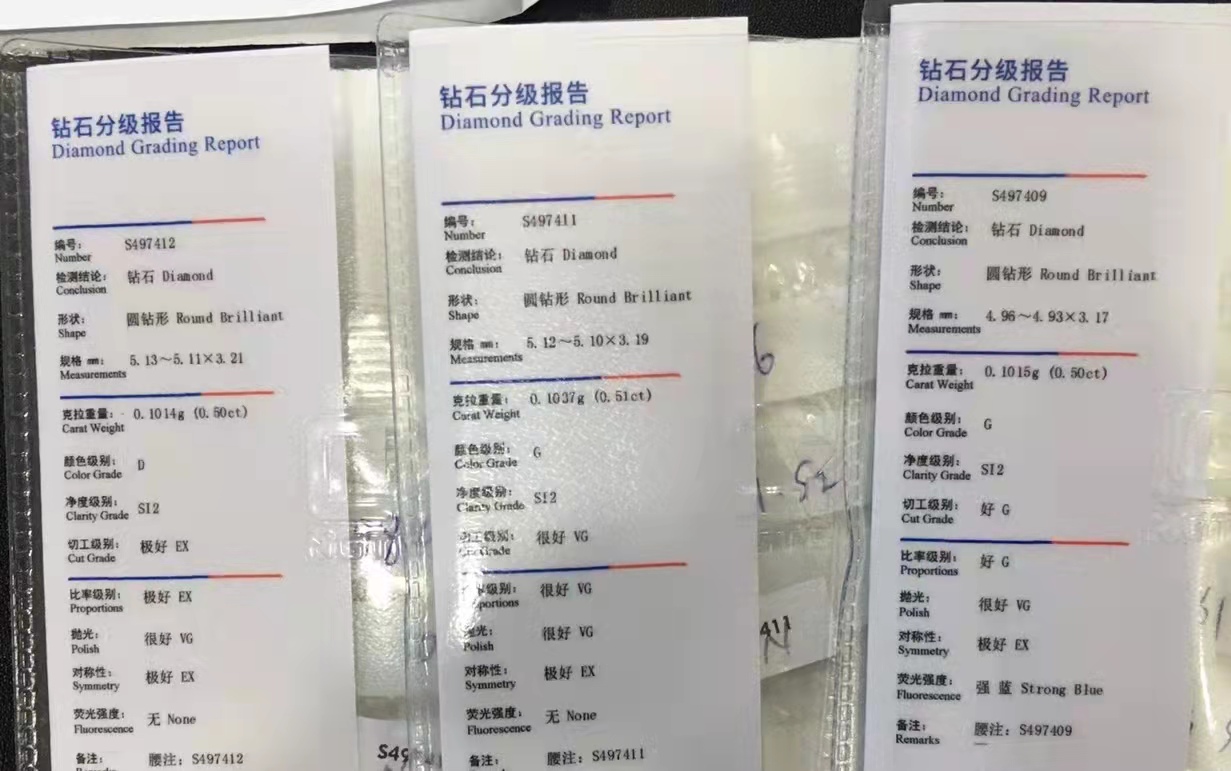 钻石分级报告
Diamond Grading Report
编号: S497412
Number
检测结论: 钻石 Diamond
Conclusion
形状: 圆钻形 Round Brilliant
Shape
规格 mm: 5.13~5.11×3.21
Measurements
克拉重量: 0.1014g (0.50ct)
Carat Weight
颜色级别: D
Color Grade
净度级别: SI2
Clarity Grade
切工级别: 极好 EX
Cut Grade
比率级别: 极好 EX
Proportions
抛光: 很好 VG
Polish
对称性: 极好 EX
Symmetry
荧光强度: 无 None
Fluorescence
备注: 腰注: S497412
钻石分级报告
Diamond Grading Report
编号: S497411
Number
检测结论: 钻石 Diamond
Conclusion
形状: 圆钻形 Round Brilliant
Shape
规格 mm: 5.12~5.10×3.19
Measurements
克拉重量: 0.1037g (0.51ct)
Carat Weight
颜色级别: G
Color Grade
净度级别: SI2
Clarity Grade
切工级别: 很好 VG
Cut Grade
级别: 很好 VG
portions
抛光: 很好 VG
Polish
对称性: 极好 EX
Symmetry
荧光强度: 无 None
Fluorescence
备注: 腰注: S497411
钻石分级报告
Diamond Grading Report
编号: S497409
Number
检测结论: 钻石 Diamond
Conclusion
形状: 圆钻形 Round Brilliant
Shape
规格 mm: 4.96~4.93×3.17
Measurements
克拉重量: 0.1015g (0.50ct)
Carat Weight
颜色级别: G
Color Grade
净度级别: SI2
Clarity Grade
切工级别: 好 G
Cut Grade
比率级别: 好 G
Proportions
抛光: 很好 VG
Polish
对称性: 极好 EX
Symmetry
荧光强度: 强 蓝 Strong Blue
Fluorescence
备注: 腰注: S497409
Remarks
6
411
S49